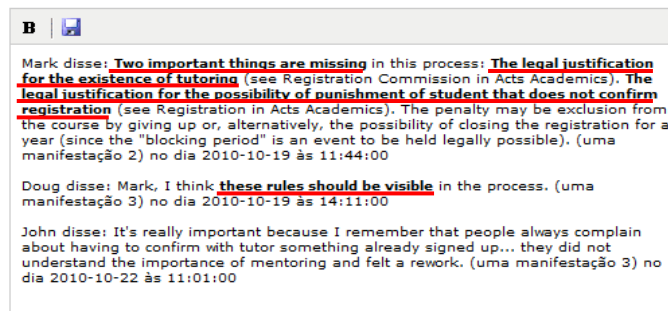 B
Mark disse: Two important things are missing in this process: The legal justification
for the existence of tutoring (see Registration Commission in Acts Academics). The
legal justification for the possibility of punishment of student that does not confirm
registration (see Registration in Acts Academics). The penalty may be exclusion from
the course by giving up or, alternatively, the possibility of closing the registration for a
year (since the "blocking period" is an event to be held legally possible). (uma
manifestação 2) no dia 2010-10-19 às 11:44:00
Doug disse: Mark, I think these rules should be visible in the process. (uma
manifestação 3) no dia 2010-10-19 às 14:11:00
John disse: It's really important because I remember that people always complain
about having to confirm with tutor something already signed up... they did not
understand the importance of mentoring and felt a rework. (uma manifestação 3) no
dia 2010-10-22 às 11:01:00